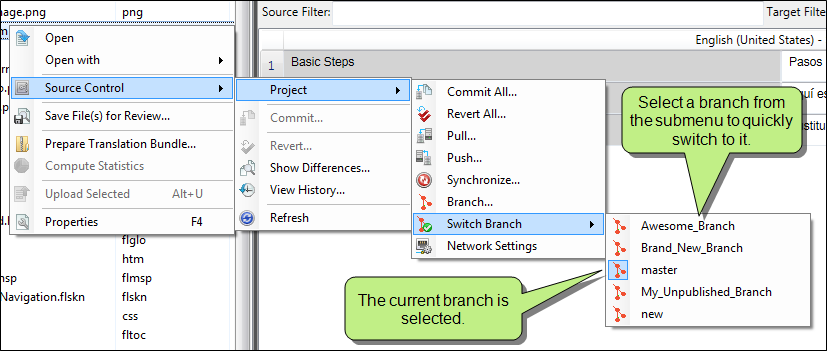 mage.png png
Source Filter:
Target Filte
English (United States) -
1 Basic Steps Pasos
Open
Open with
Source Control
Save File(s) for Review...
Prepare Translation Bundle...
Compute Statistics
Upload Selected Alt+U
Properties F4
Project
Commit...
Revert...
Show Differences...
View History...
Refresh
Commit All...
Revert All...
Pull...
Push...
Synchronize...
Branch...
Switch Branch
Network Settings
Select a branch from
the submenu to quickly
switch to it.
Awesome_Branch
Brand_New_Branch
master
My_Unpublished_Branch
new
The current branch is
selected.
flglo
htm
msp flmsp
Navigation.flskn flskn
css
fltoc